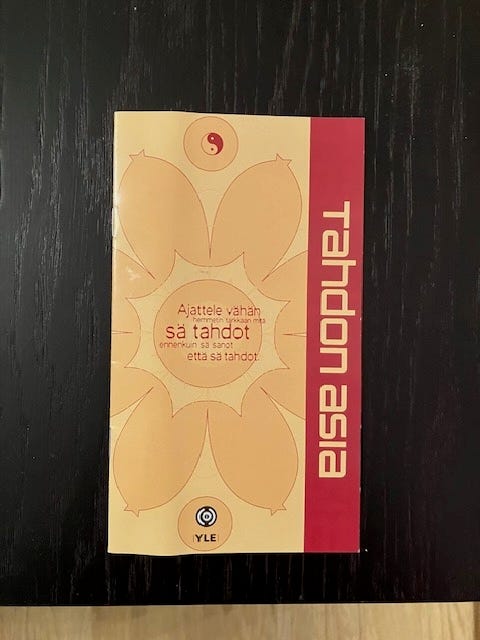 Tahdon asia
Ajattele vähän
hemmetin tarkkaan mitä
sä tahdot
ennenkuin sä sanot
että sä tahdot.
YLE